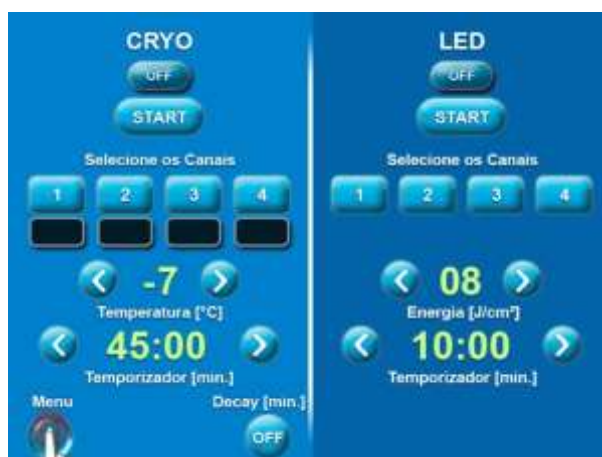 CRYO
OFF
START
Selecione os Canais
1 2 3 4
-7
Temperatura [°C]
45:00
Temporizador [min.]
Menu
Decay [min.]
OFF
LED
OFF
START
Selecione os Canais
1 2 3 4
08
Energia [J/cm²]
10:00
Temporizador [min.]